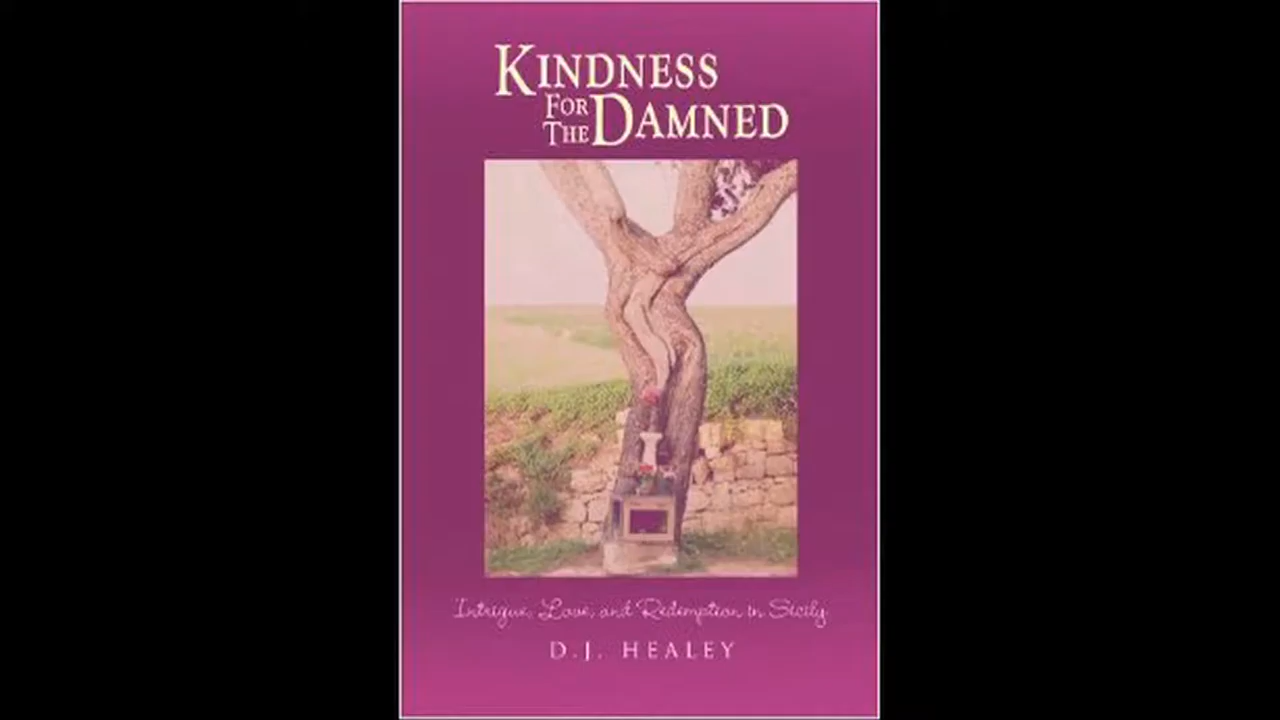 KINDNESS
FOR THE DAMNED
Intrigue, Love, and Redemption in Sicily
D.J. HEALEY